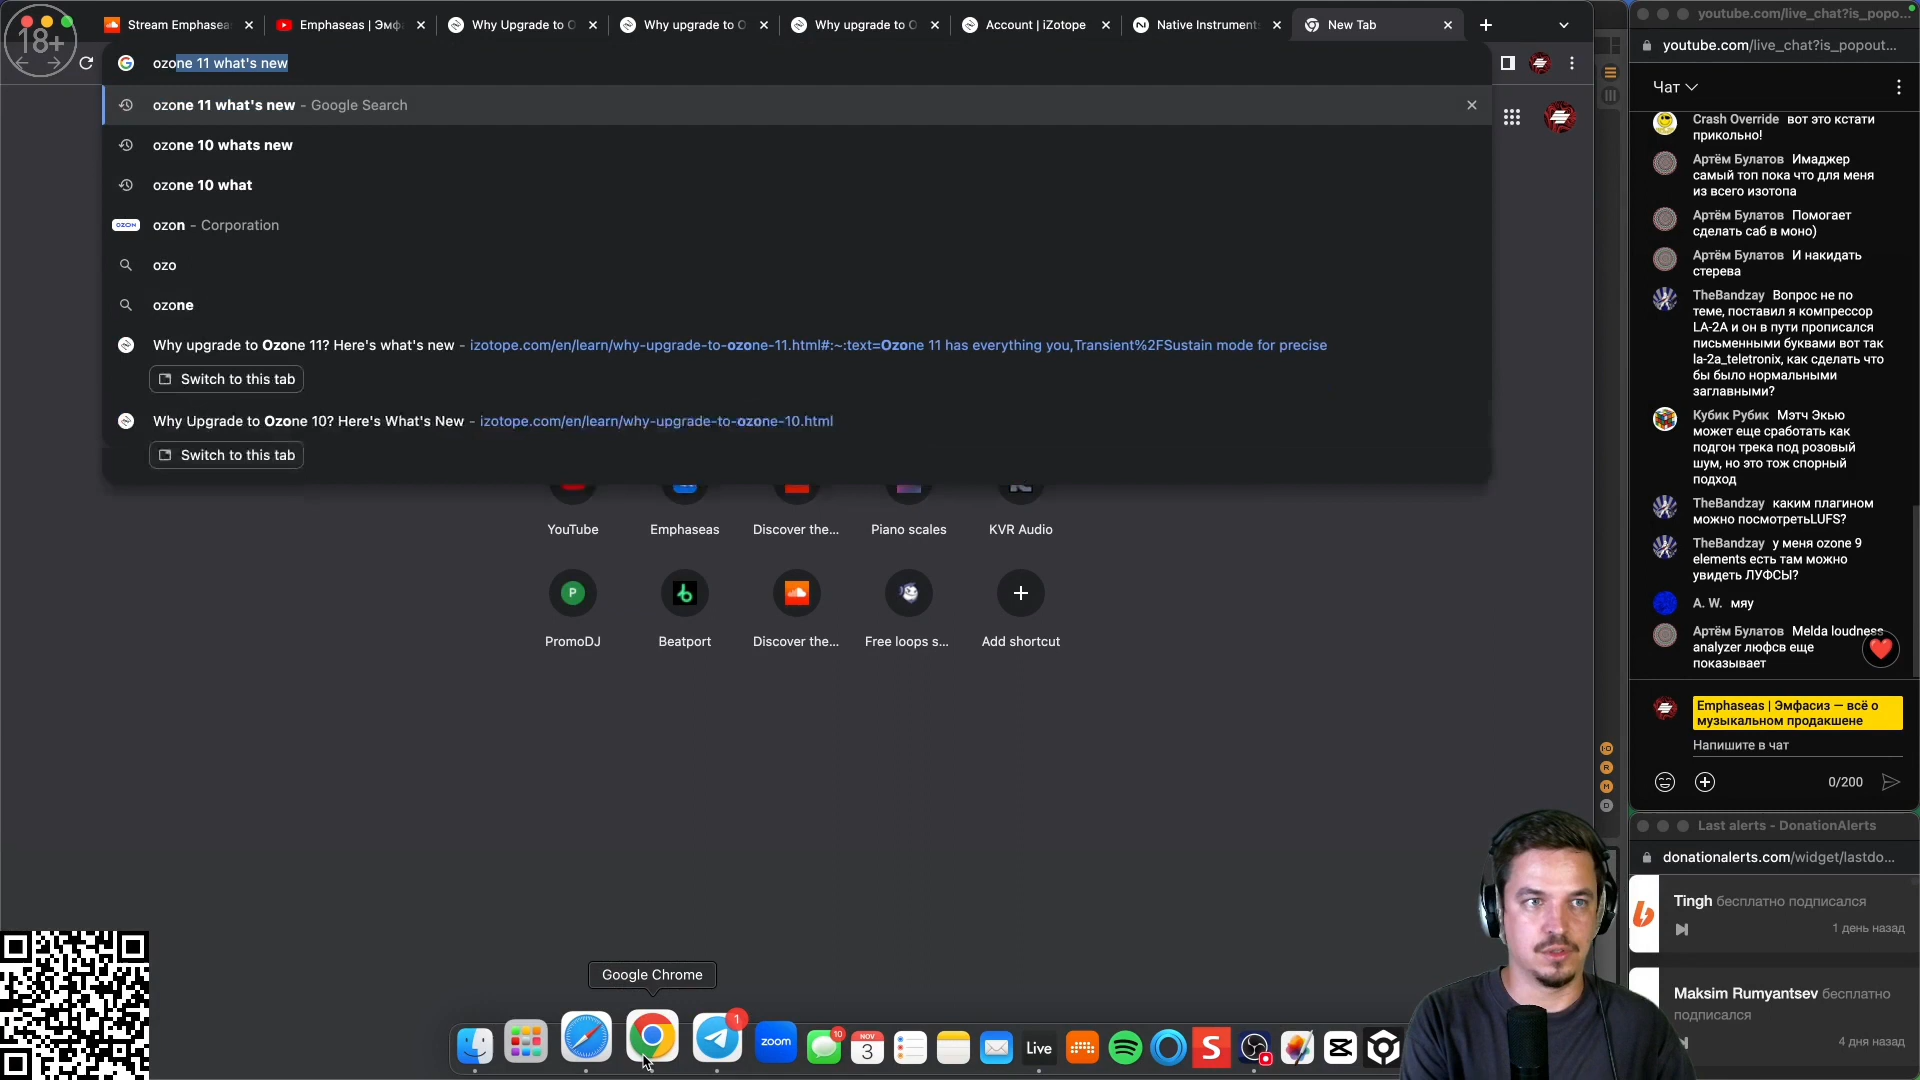 18+
Stream Emphasea
Emphaseas | Эмф
Why Upgrade to O
Why upgrade to O
Why upgrade to O
Account | iZotope
Native Instrument
New Tab
ozone 11 what's new
ozone 11 what's new - Google Search
ozone 10 whats new
ozone 10 what
OZON
ozon - Corporation
ozo
ozone
Why upgrade to Ozone 11? Here's what's new - izotope.com/en/learn/why-upgrade-to-ozone-11.html#:~:text=Ozone 11 has everything you,Transient%2FSustain mode for precise
Switch to this tab
Why Upgrade to Ozone 10? Here's What's New - izotope.com/en/learn/why-upgrade-to-ozone-10.html
Switch to this tab
YouTube
Emphaseas
Discover the...
Piano scales
KVR Audio
P
PromoDJ
Beatport
Discover the...
Free loops s...
Add shortcut
Google Chrome
1
zoom
10
NOV
3
Live
S
youtube.com/live_chat?is_popo...
youtube.com/live_chat?is_popout...
Чат
Crash Override вот это кстати
прикольно!
Артём Булатов Имаджер
самый топ пока что для меня
из всего изотопа
Артём Булатов Помогает
сделать саб в моно)
Артём Булатов И накидать
стерева
TheBandzay Вопрос не по
теме, поставил я компрессор
LA-2A и он в пути прописался
письменными буквами вот так
la-2a_teletronix, как сделать что
бы было нормальными
заглавными?
Кубик Рубик Мэтч Экью
может еще сработать как
подгон трека под розовый
шум, но это тож спорный
подход
TheBandzay каким плагином
можно посмотретьLUFS?
TheBandzay у меня ozone 9
elements есть там можно
увидеть ЛУФСЫ?
A. W. мяу
Артём Булатов Melda loudness
analyzer люфсв еще
показывает
Emphaseas | Эмфасиз — всё о
музыкальном продакшене
Напишите в чат
0/200
I·O
R
M
D
Last alerts - DonationAlerts
donationalerts.com/widget/lastdo...
Tingh бесплатно подписался
1 день назад
Maksim Rumyantsev бесплатно
подписался
4 дня назад